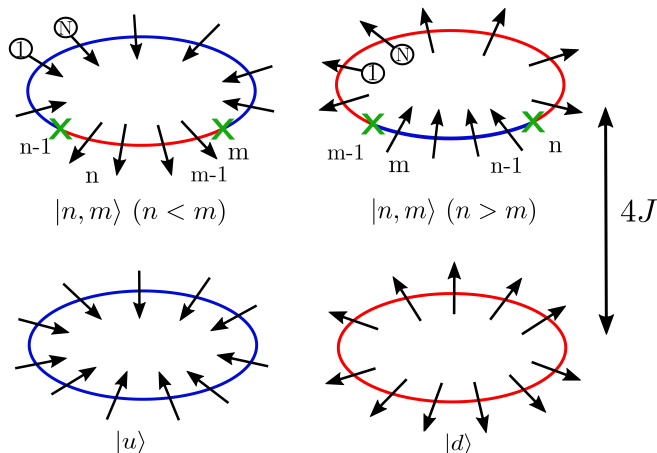 1 N
N
1
n-1 n m-1 m
m-1 m n-1 n
|n, m⟩ (n < m)
|n, m⟩ (n > m)
4J
|u⟩
|d⟩